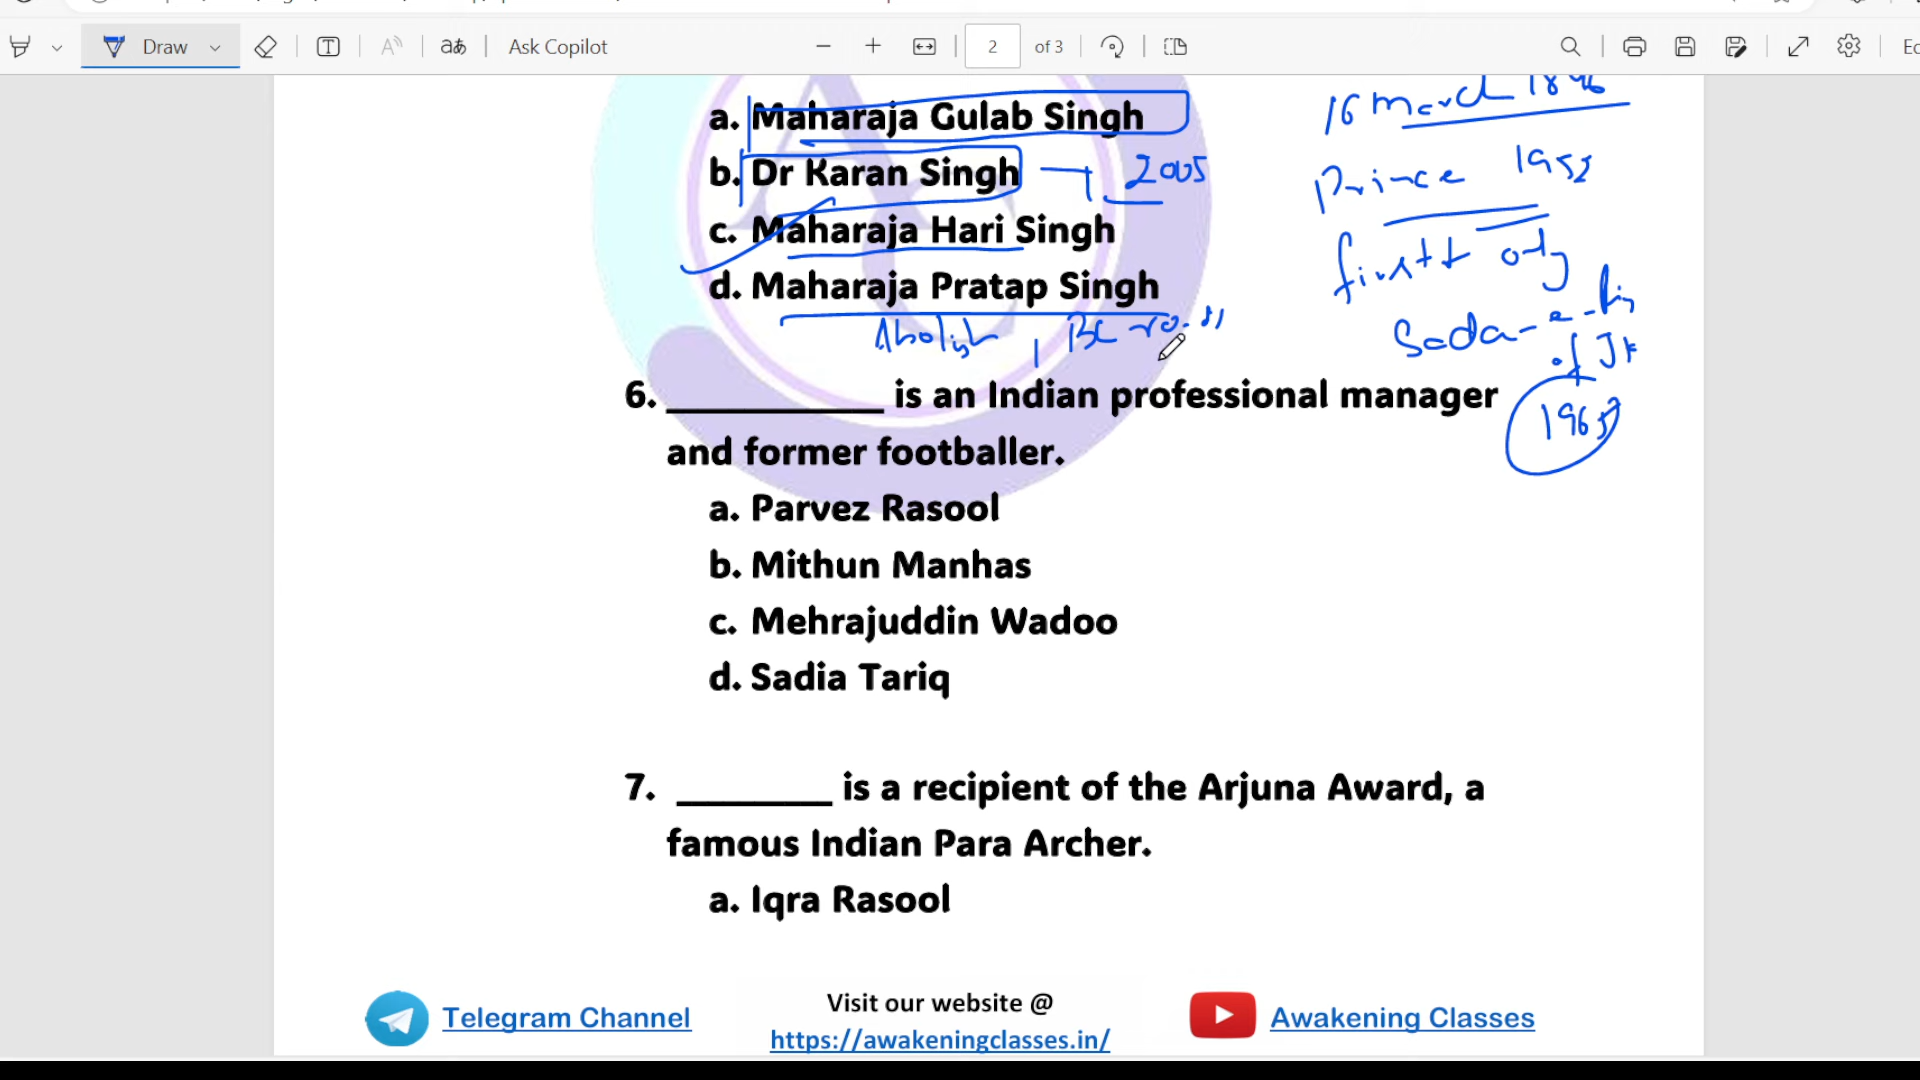 Draw
Ask Copilot
2 of 3
a. Maharaja Gulab Singh
16 march 1846
b. Dr Karan Singh
2005
Prince 1952
c. Maharaja Hari Singh
first only
d. Maharaja Pratap Singh
Sada-e-
of JK
Abolish,
1965
6. __________ is an Indian professional manager
and former footballer.
a. Parvez Rasool
b. Mithun Manhas
c. Mehrajuddin Wadoo
d. Sadia Tariq
7. ________ is a recipient of the Arjuna Award, a
famous Indian Para Archer.
a. Iqra Rasool
Telegram Channel
Visit our website @
https://awakeningclasses.in/
Awakening Classes